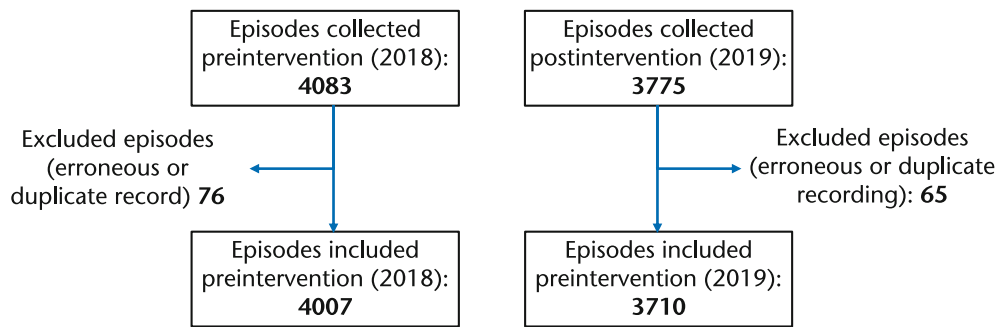 Episodes collected
preintervention (2018):
4083
Episodes collected
postintervention (2019):
3775
Excluded episodes
(erroneous or
duplicate record) 76
Excluded episodes
(erroneous or duplicate
recording): 65
Episodes included
preintervention (2018):
4007
Episodes included
preintervention (2019):
3710